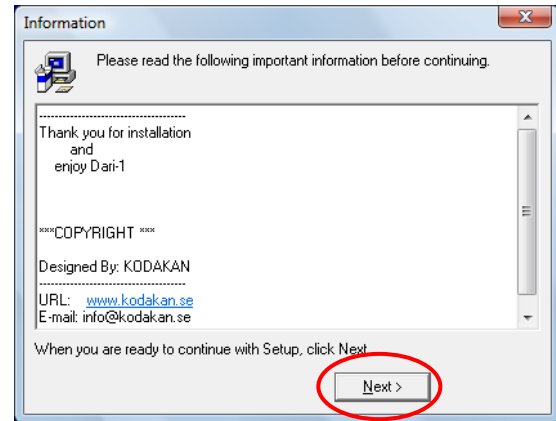 Information
Please read the following important information before continuing.
--------------------------------------
Thank you for installation
and
enjoy Dari-1
***COPYRIGHT ***
Designed By: KODAKAN
--------------------------------------
URL: www.kodakan.se
E-mail: info@kodakan.se
When you are ready to continue with Setup, click Next.
Next >